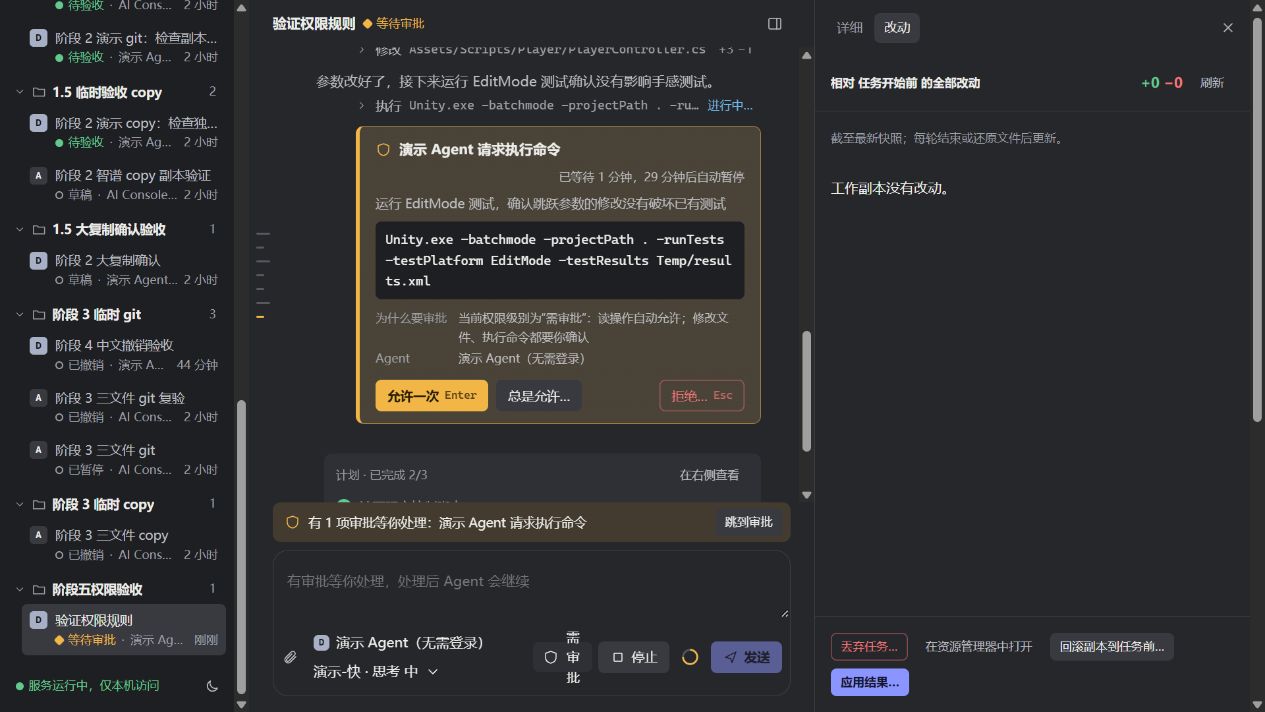 待验收 · AI Conso... 2 小时
D 阶段 2 演示 git：检查副本...
待验收 · 演示 Ag... 2 小时
1.5 临时验收 copy 2
D 阶段 2 演示 copy：检查独...
待验收 · 演示 Ag... 2 小时
A 阶段 2 智谱 copy 副本验证
草稿 · AI Console... 2 小时
1.5 大复制确认验收 1
D 阶段 2 大复制确认
草稿 · 演示 Agent... 2 小时
阶段 3 临时 git 3
D 阶段 4 中文撤销验收
已撤销 · 演示 A... 44 分钟
A 阶段 3 三文件 git 复验
已撤销 · AI Cons... 2 小时
A 阶段 3 三文件 git
已暂停 · AI Cons... 2 小时
阶段 3 临时 copy 1
A 阶段 3 三文件 copy
已撤销 · AI Cons... 2 小时
阶段五权限验收 1
D 验证权限规则
等待审批 · 演示 Ag... 刚刚
服务运行中，仅本机访问
验证权限规则 等待审批
修改 Assets/Scripts/Player/PlayerController.cs +3 −1
参数改好了，接下来运行 EditMode 测试确认没有影响手感测试。
执行 Unity.exe -batchmode -projectPath . -ru... 进行中...
演示 Agent 请求执行命令
已等待 1 分钟，29 分钟后自动暂停
运行 EditMode 测试，确认跳跃参数的修改没有破坏已有测试
Unity.exe -batchmode -projectPath . -runTests
-testPlatform EditMode -testResults Temp/resul
ts.xml
为什么要审批 当前权限级别为“需审批”：读操作自动允许；修改文
件、执行命令都要你确认
Agent 演示 Agent（无需登录）
允许一次 Enter 总是允许... 拒绝... Esc
计划 · 已完成 2/3 在右侧查看
有 1 项审批等你处理：演示 Agent 请求执行命令 跳到审批
有审批等你处理，处理后 Agent 会继续
D 演示 Agent（无需登录）
演示-快 · 思考 中
需
审
批
停止
发送
详细 改动
相对 任务开始前 的全部改动 +0 −0 刷新
截至最新快照；每轮结束或还原文件后更新。
工作副本没有改动。
丢弃任务... 在资源管理器中打开 回滚副本到任务前...
应用结果...